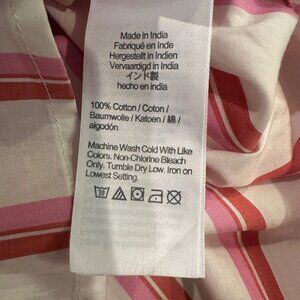 Made in India
Fabriqué en Inde
Hergestellt in Indien
Vervaardigd in India
インド製
hecho en india
100% Cotton / Coton /
Baumwolle / Katoen / 綿 /
algodón
Machine Wash Cold With Like
Colors. Non-Chlorine Bleach
Only. Tumble Dry Low. Iron on
Lowest Setting.